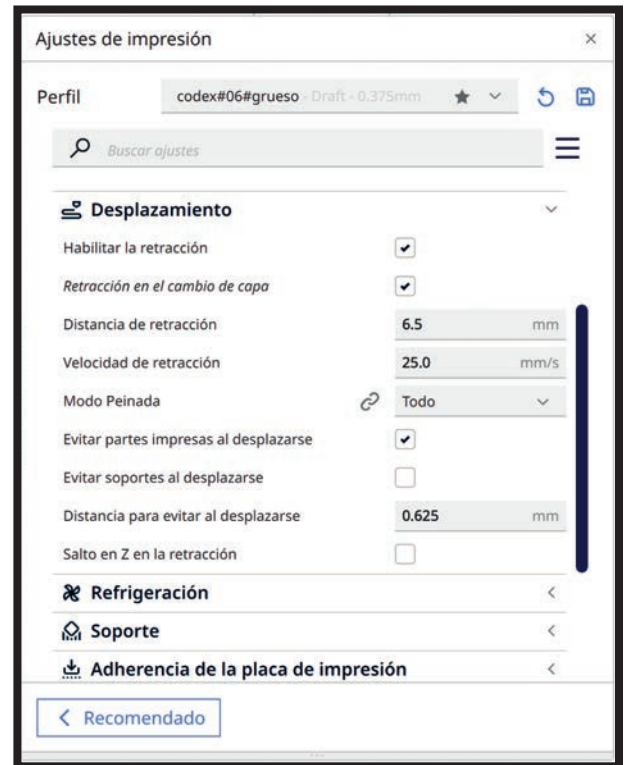 Ajustes de impresión
Perfil codex#06#grueso - Draft - 0.375mm
Buscar ajustes
Desplazamiento
Habilitar la retracción
Retracción en el cambio de capa
Distancia de retracción 6.5 mm
Velocidad de retracción 25.0 mm/s
Modo Peinada Todo
Evitar partes impresas al desplazarse
Evitar soportes al desplazarse
Distancia para evitar al desplazarse 0.625 mm
Salto en Z en la retracción
Refrigeración
Soporte
Adherencia de la placa de impresión
Recomendado